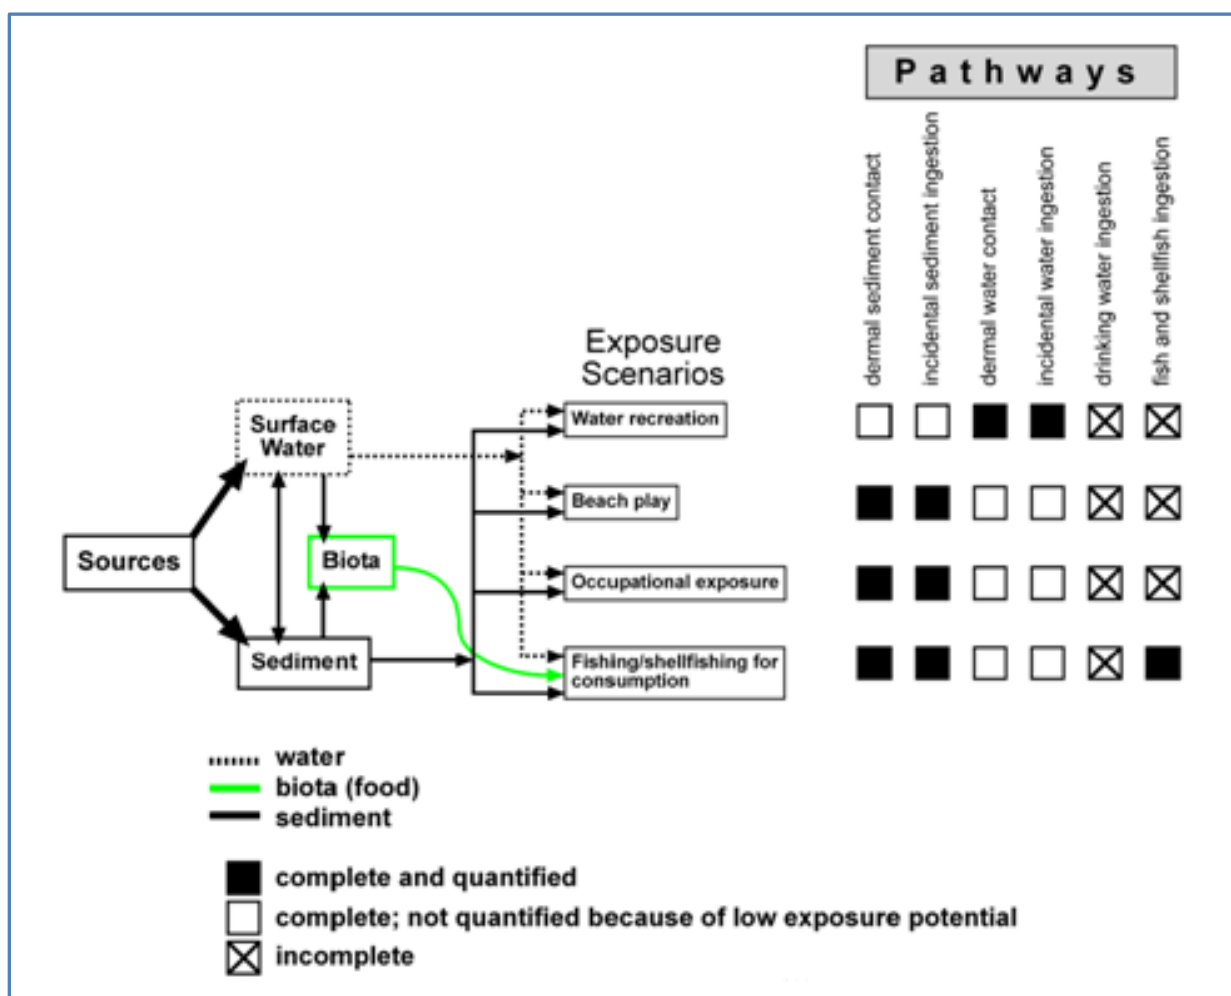 Pathways
dermal sediment contact
incidental sediment ingestion
dermal water contact
incidental water ingestion
drinking water ingestion
fish and shellfish ingestion
Exposure
Scenarios
Surface
Water
Water recreation
Beach play
Sources
Biota
Occupational exposure
Sediment
Fishing/shellfishing for
consumption
water
biota (food)
sediment
complete and quantified
complete; not quantified because of low exposure potential
incomplete